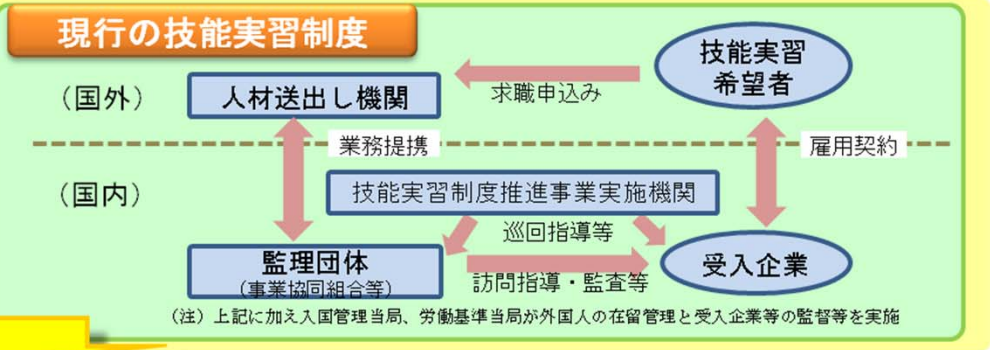 現行の技能実習制度
技能実習
希望者
（国外）
人材送出し機関
求職申込み
業務提携
雇用契約
（国内）
技能実習制度推進事業実施機関
巡回指導等
監理団体
（事業協同組合等）
受入企業
訪問指導・監査等
（注）上記に加え入国管理当局、労働基準当局が外国人の在留管理と受入企業等の監督等を実施